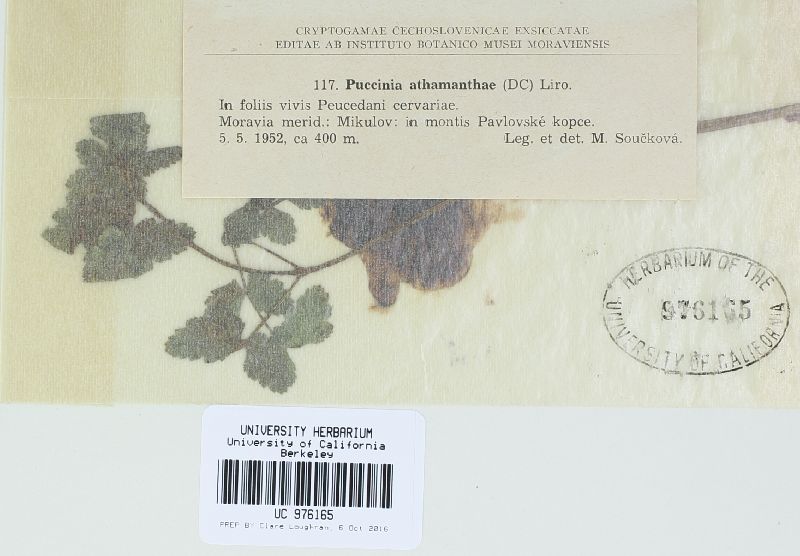 CRYPTOGAMAE ČECHOSLOVENICAE EXSICCATAE
EDITAE AB INSTITUTO BOTANICO MUSEI MORAVIENSIS
117. Puccinia athamanthae (DC) Liro.
In foliis vivis Peucedani cervariae.
Moravia merid.: Mikulov: in montis Pavlovské kopce.
5. 5. 1952, ca 400 m. Leg. et det. M. Součková.
HERBARIUM OF THE
976165
UNIVERSITY OF CALIFORNIA
UNIVERSITY HERBARIUM
University of California
Berkeley
UC 976165
PREP BY Clare Loughran, 6 Oct 2016